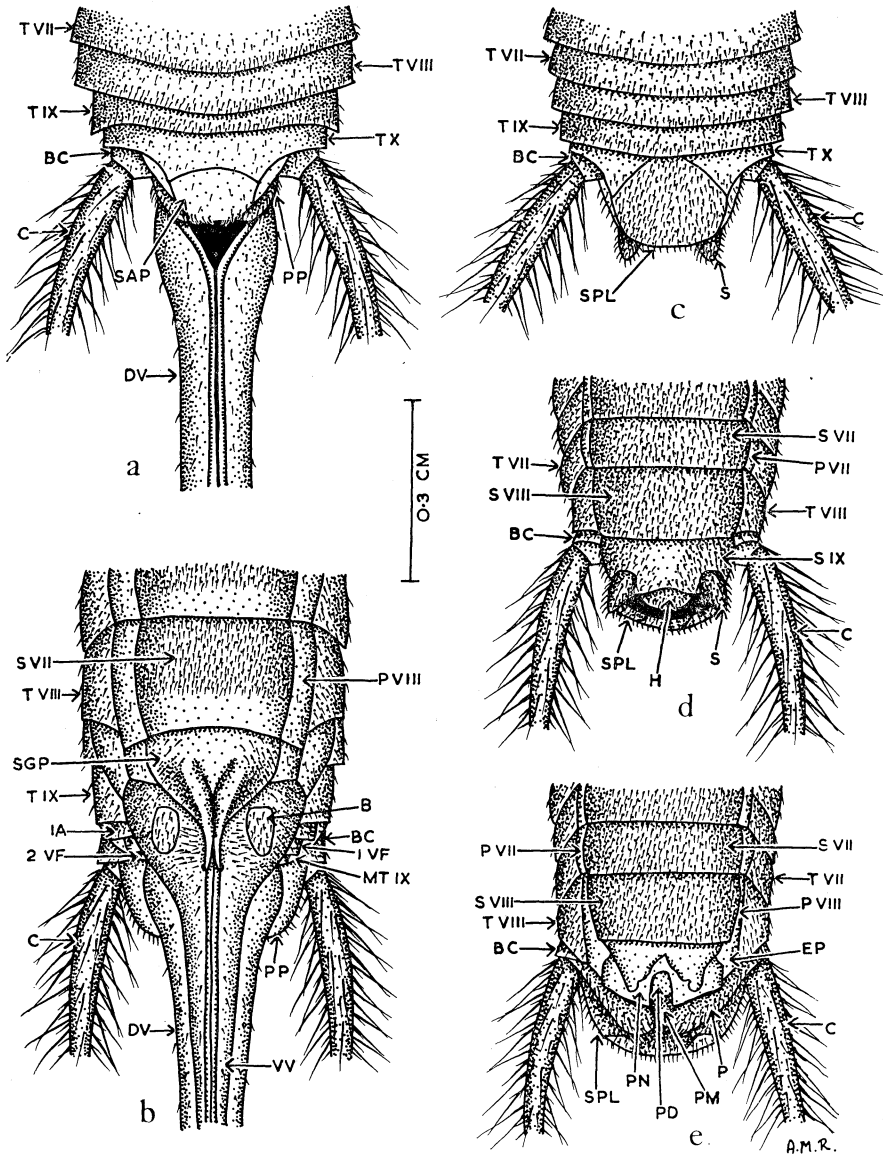 T VII
T VIII
T IX
T X
BC
C
SAP
PP
DV
a
T VII
T VIII
T IX
BC
T X
C
SPL
S
c
0·3 CM
S VII
T VII
P VII
S VIII
T VIII
BC
S IX
SPL
H
S
C
d
S VII
P VIII
T VIII
SGP
T IX
B
1A
BC
2 VF
1 VF
MT IX
C
PP
DV
VV
b
P VII
S VII
T VII
S VIII
P VIII
T VIII
BC
EP
C
P
SPL
PN
PM
PD
e
A.M.R.